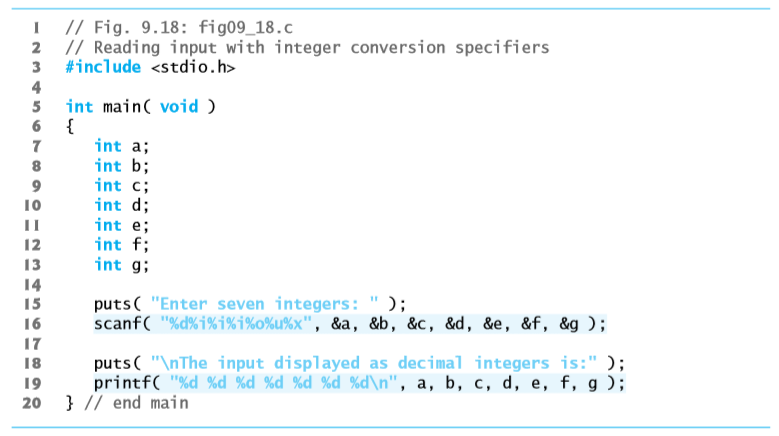 1 // Fig. 9.18: fig09_18.c
2 // Reading input with integer conversion specifiers
3 #include <stdio.h>
4
5 int main( void )
6 {
7    int a;
8    int b;
9    int c;
10    int d;
11    int e;
12    int f;
13    int g;
14
15    puts( "Enter seven integers: " );
16    scanf( "%d%i%i%i%o%u%x", &a, &b, &c, &d, &e, &f, &g );
17
18    puts( "\nThe input displayed as decimal integers is:" );
19    printf( "%d %d %d %d %d %d %d\n", a, b, c, d, e, f, g );
20 } // end main